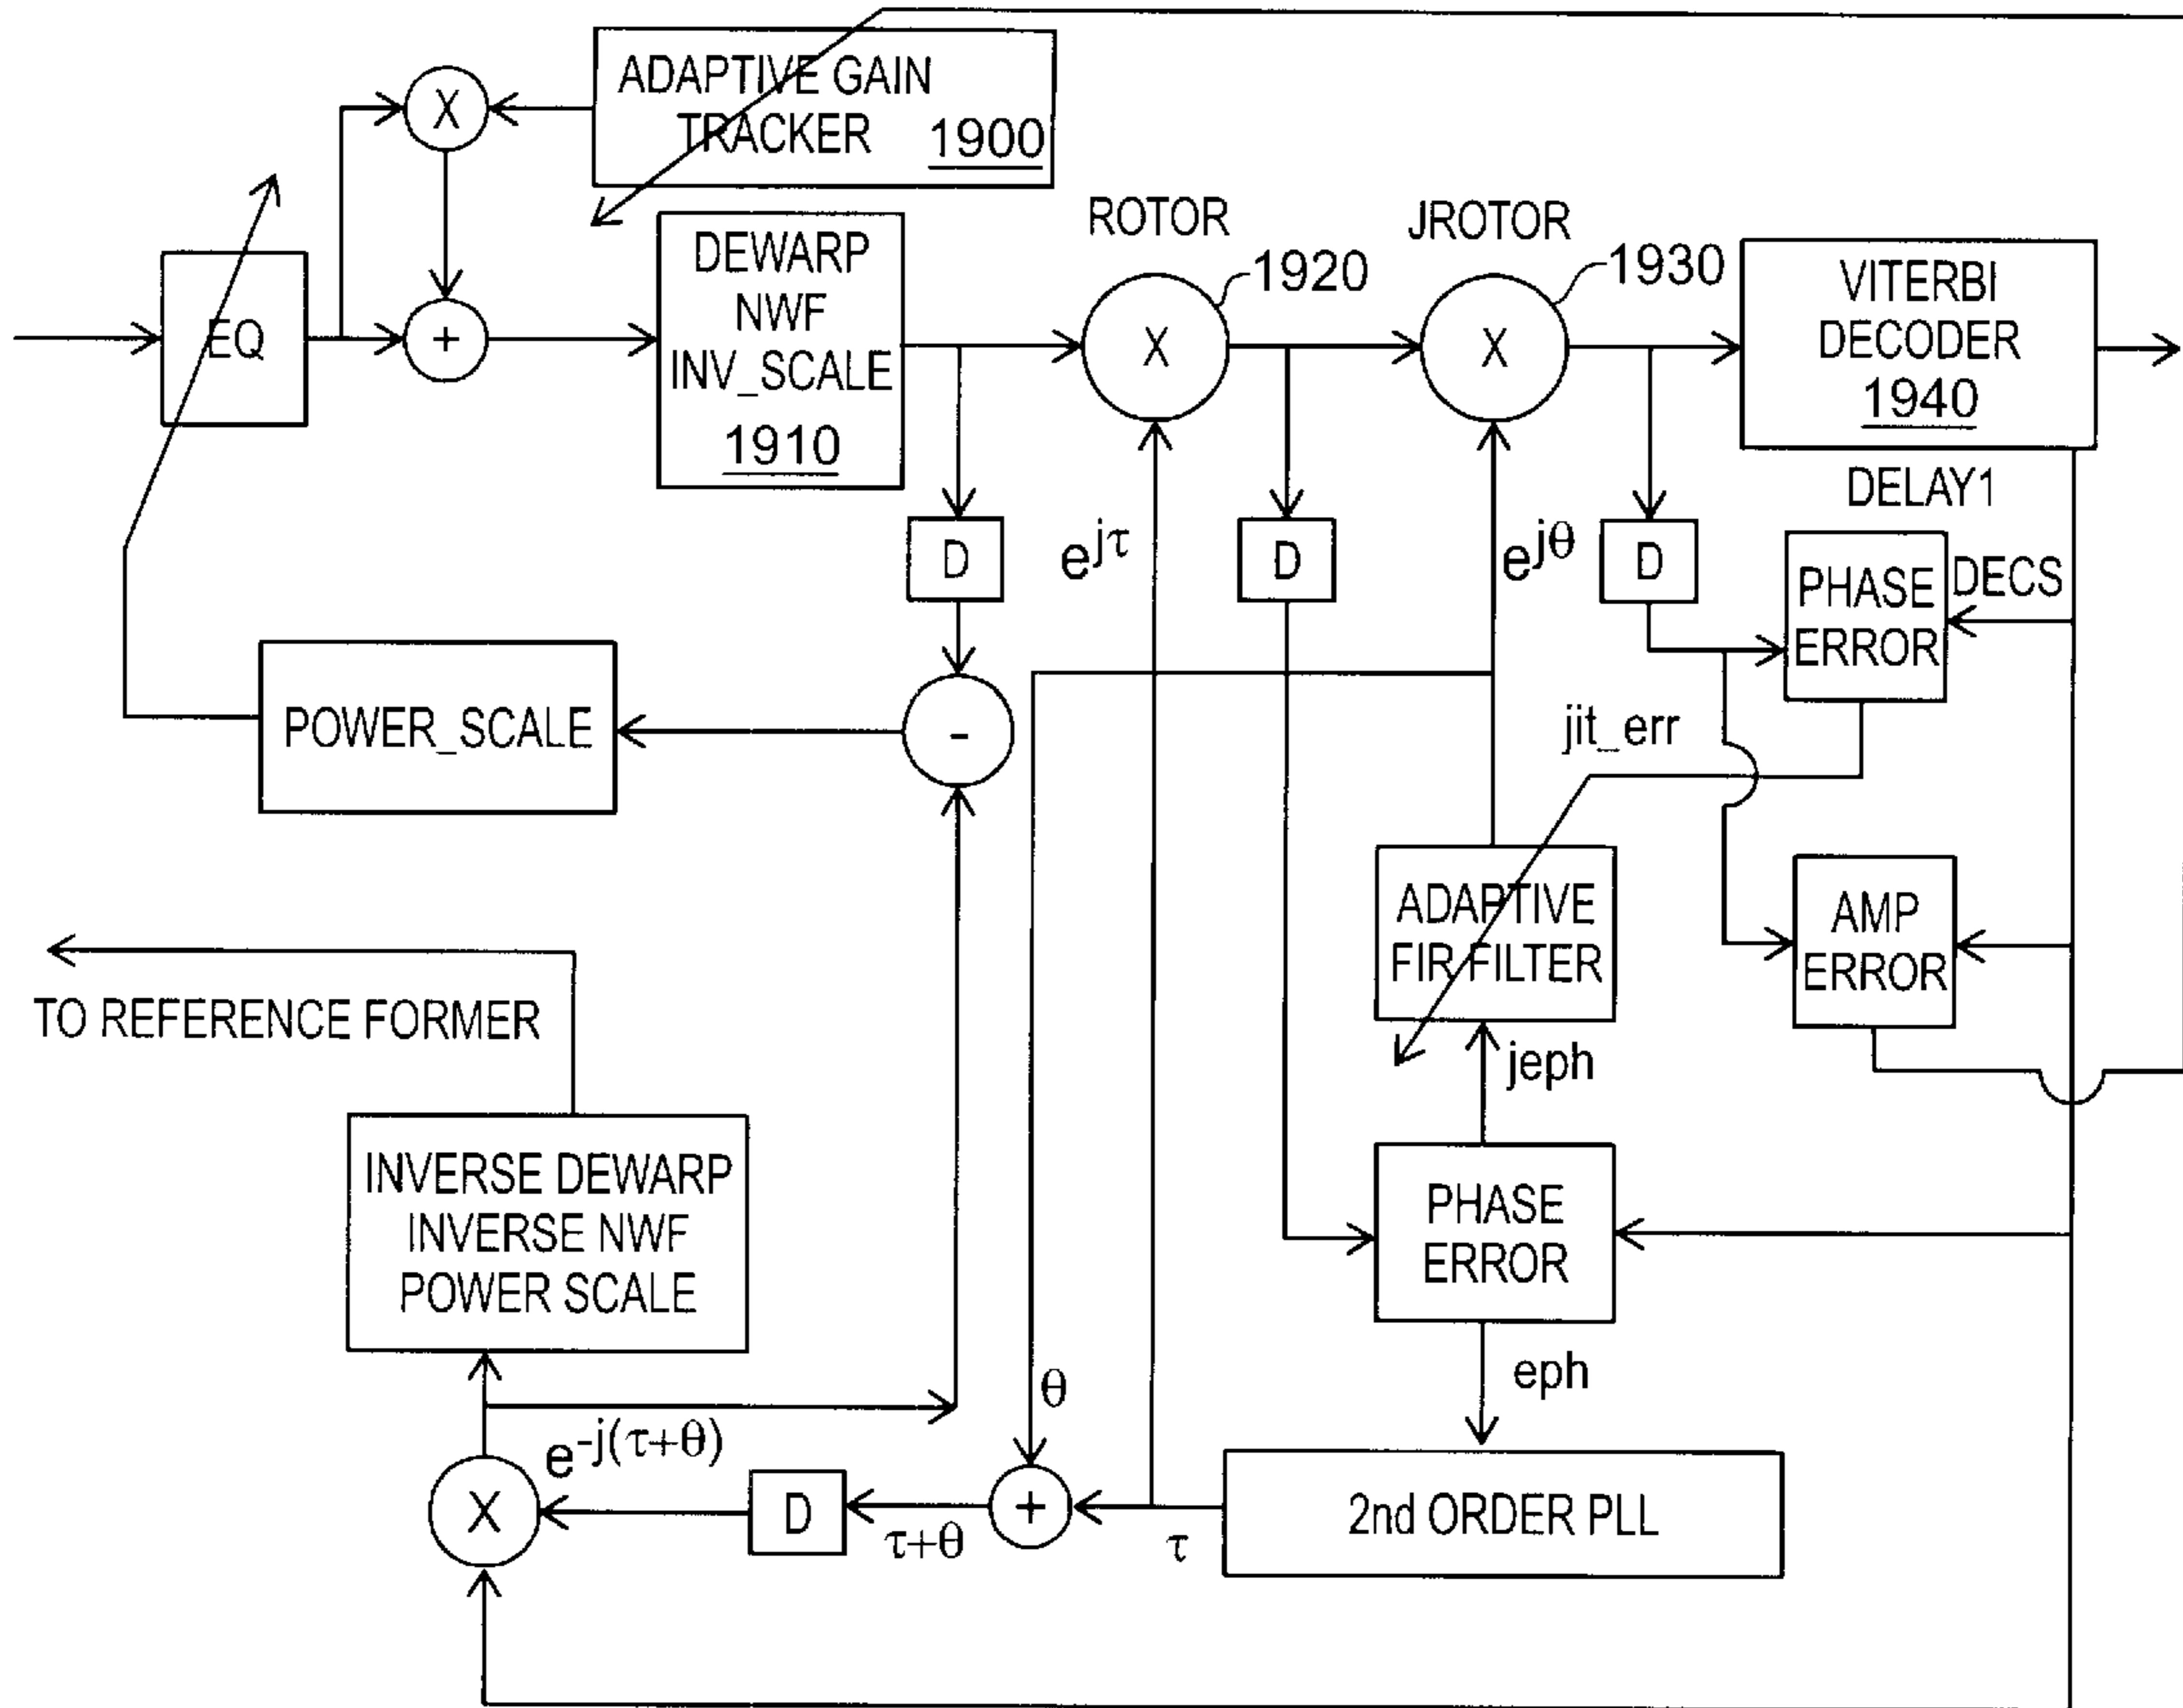 ADAPTIVE GAIN
TRACKER 1900
X
EQ
+
DEWARP
NWF
INV_SCALE
1910
ROTOR
1920
X
JROTOR
1930
X
VITERBI
DECODER
1940
DELAY1
D
e^jτ
D
e^jθ
D
PHASE
ERROR
DECS
POWER_SCALE
-
jit_err
ADAPTIVE
FIR FILTER
AMP
ERROR
TO REFERENCE FORMER
jeph
INVERSE DEWARP
INVERSE NWF
POWER SCALE
PHASE
ERROR
eph
θ
e^-j(τ+θ)
X
D
τ+θ
+
τ
2nd ORDER PLL